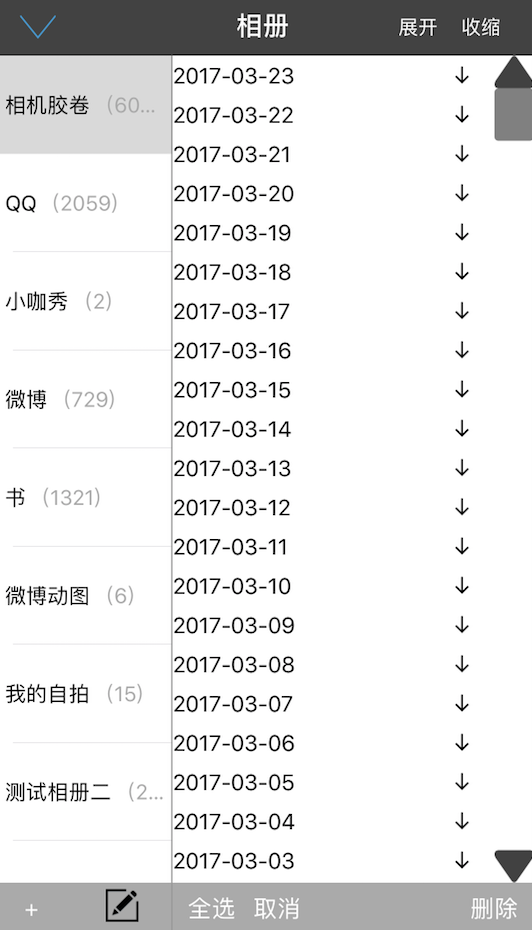 相册 展开 收缩
相机胶卷 (60...
QQ (2059)
小咖秀 (2)
微博 (729)
书 (1321)
微博动图 (6)
我的自拍 (15)
测试相册二 (2...
2017-03-23 ↓
2017-03-22 ↓
2017-03-21 ↓
2017-03-20 ↓
2017-03-19 ↓
2017-03-18 ↓
2017-03-17 ↓
2017-03-16 ↓
2017-03-15 ↓
2017-03-14 ↓
2017-03-13 ↓
2017-03-12 ↓
2017-03-11 ↓
2017-03-10 ↓
2017-03-09 ↓
2017-03-08 ↓
2017-03-07 ↓
2017-03-06 ↓
2017-03-05 ↓
2017-03-04 ↓
2017-03-03 ↓
+ 全选 取消 删除